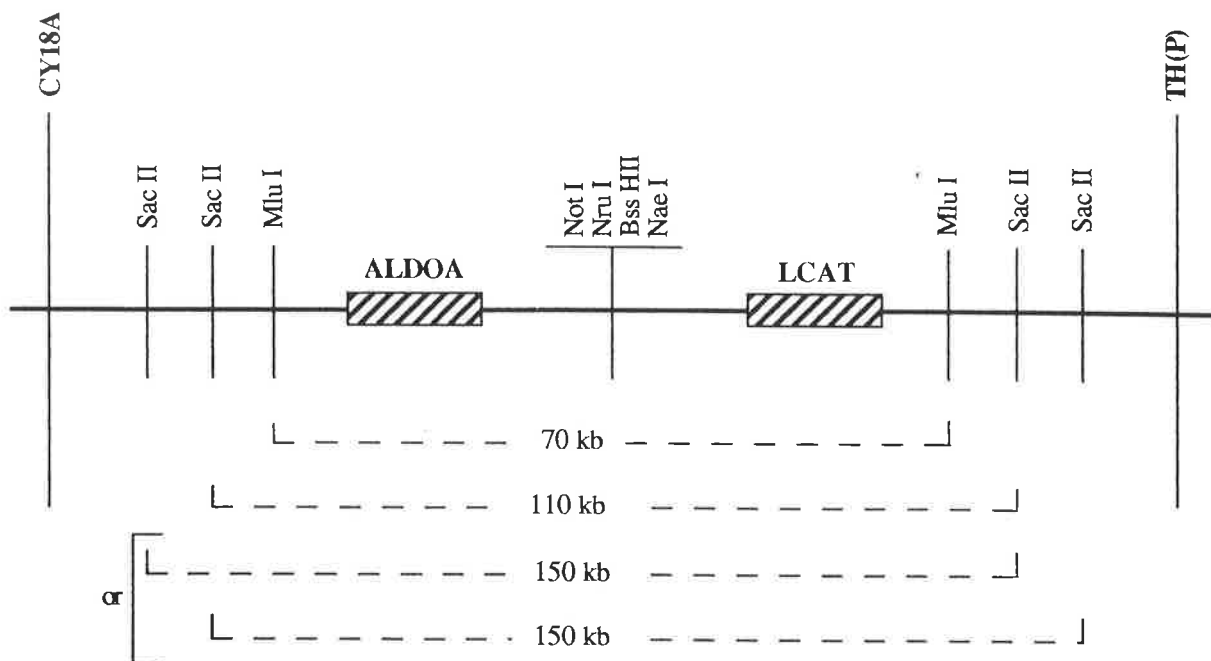 CY18A
TH(P)
Sac II
Sac II
Mlu I
Not I
Nru I
Bss HII
Nae I
Mlu I
Sac II
Sac II
ALDOA
LCAT
70 kb
110 kb
150 kb
or
150 kb